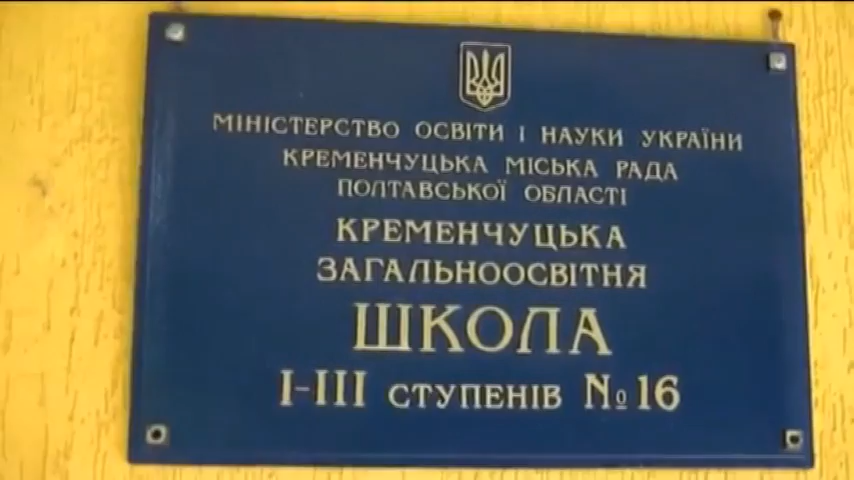 МІНІСТЕРСТВО ОСВІТИ І НАУКИ УКРАЇНИ
КРЕМЕНЧУЦЬКА МІСЬКА РАДА
ПОЛТАВСЬКОЇ ОБЛАСТІ
КРЕМЕНЧУЦЬКА
ЗАГАЛЬНООСВІТНЯ
ШКОЛА
І-ІІІ СТУПЕНІВ №16